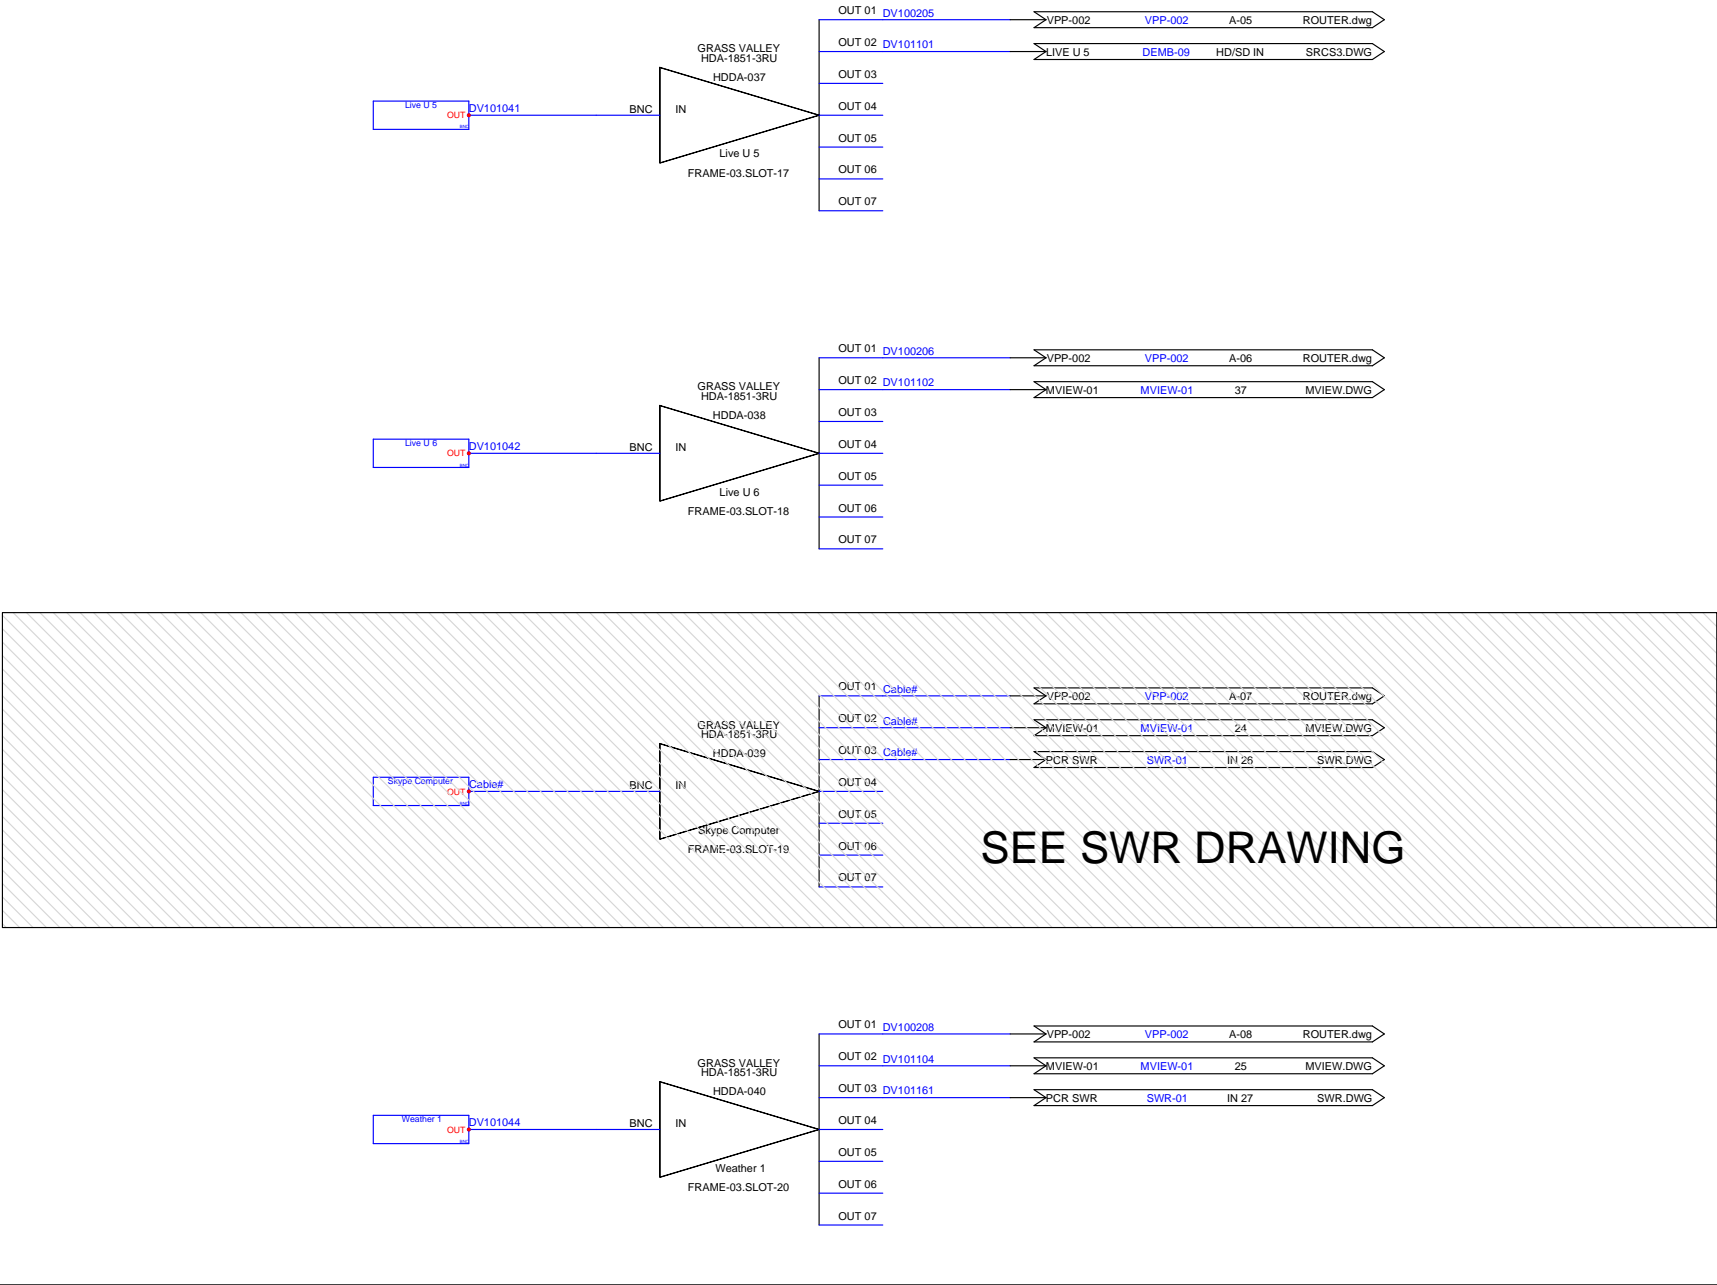 OUT 01 DV100205 VPP-002 VPP-002 A-05 ROUTER.dwg
OUT 02 DV101101 LIVE U 5 DEMB-09 HD/SD IN SRCS3.DWG
GRASS VALLEY
HDA-1851-3RU
HDDA-037
OUT 03
Live U 5
OUT DV101041 BNC IN OUT 04
BNC
OUT 05
Live U 5
OUT 06
FRAME-03.SLOT-17
OUT 07
OUT 01 DV100206 VPP-002 VPP-002 A-06 ROUTER.dwg
OUT 02 DV101102 MVIEW-01 MVIEW-01 37 MVIEW.DWG
GRASS VALLEY
HDA-1851-3RU
HDDA-038
OUT 03
Live U 6
OUT DV101042 BNC IN OUT 04
BNC
OUT 05
Live U 6
OUT 06
FRAME-03.SLOT-18
OUT 07
OUT 01 Cable# VPP-002 VPP-002 A-07 ROUTER.dwg
OUT 02 Cable# MVIEW-01 MVIEW-01 24 MVIEW.DWG
GRASS VALLEY
HDA-1851-3RU
HDDA-039
OUT 03 Cable# PCR SWR SWR-01 IN 26 SWR.DWG
Skype Computer
OUT Cable# BNC IN OUT 04
BNC
OUT 05
Skype Computer
OUT 06
FRAME-03.SLOT-19
SEE SWR DRAWING
OUT 07
OUT 01 DV100208 VPP-002 VPP-002 A-08 ROUTER.dwg
OUT 02 DV101104 MVIEW-01 MVIEW-01 25 MVIEW.DWG
GRASS VALLEY
HDA-1851-3RU
HDDA-040
OUT 03 DV101161 PCR SWR SWR-01 IN 27 SWR.DWG
Weather 1
OUT DV101044 BNC IN OUT 04
BNC
OUT 05
Weather 1
OUT 06
FRAME-03.SLOT-20
OUT 07